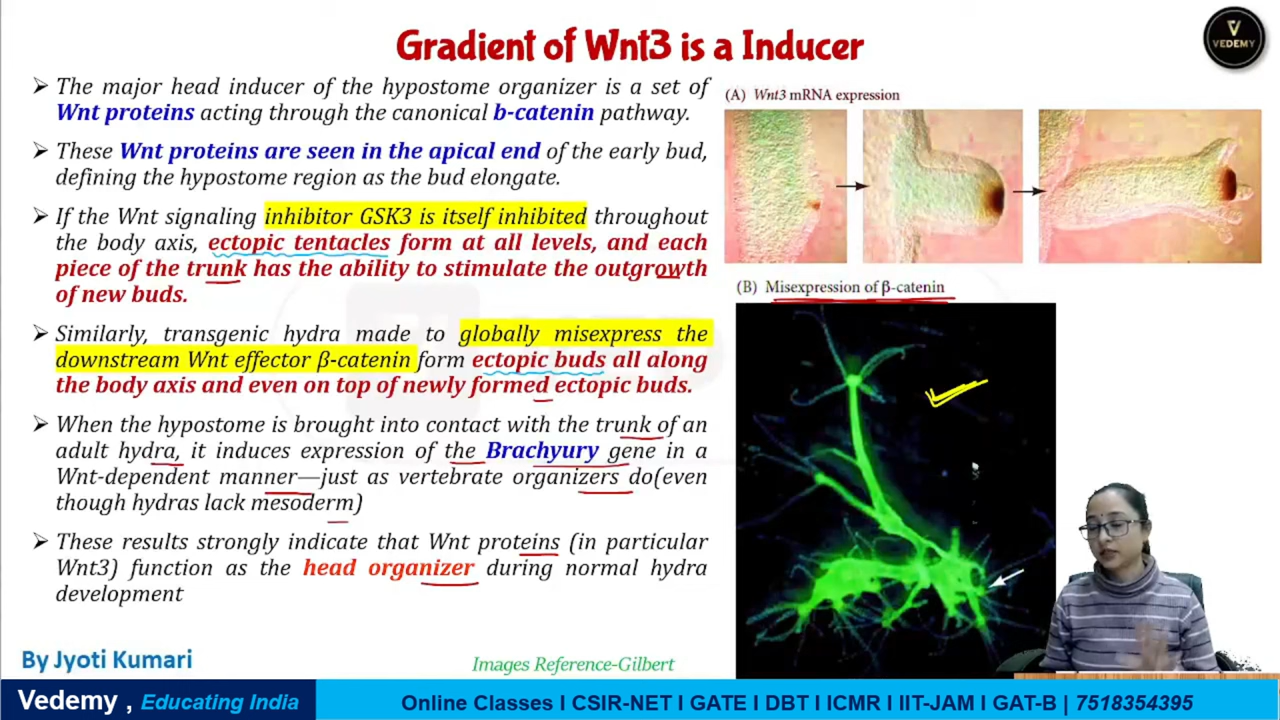 Gradient of Wnt3 is a Inducer
VEDEMY
➢ The major head inducer of the hypostome organizer is a set of
Wnt proteins acting through the canonical b-catenin pathway.
➢ These Wnt proteins are seen in the apical end of the early bud,
defining the hypostome region as the bud elongate.
➢ If the Wnt signaling inhibitor GSK3 is itself inhibited throughout
the body axis, ectopic tentacles form at all levels, and each
piece of the trunk has the ability to stimulate the outgrowth
of new buds.
➢ Similarly, transgenic hydra made to globally misexpress the
downstream Wnt effector β-catenin form ectopic buds all along
the body axis and even on top of newly formed ectopic buds.
➢ When the hypostome is brought into contact with the trunk of an
adult hydra, it induces expression of the Brachyury gene in a
Wnt-dependent manner—just as vertebrate organizers do(even
though hydras lack mesoderm)
➢ These results strongly indicate that Wnt proteins (in particular
Wnt3) function as the head organizer during normal hydra
development
(A) Wnt3 mRNA expression
(B) Misexpression of β-catenin
By Jyoti Kumari
Images Reference-Gilbert
Vedemy , Educating India
Online Classes I CSIR-NET I GATE I DBT I ICMR I IIT-JAM I GAT-B | 7518354395